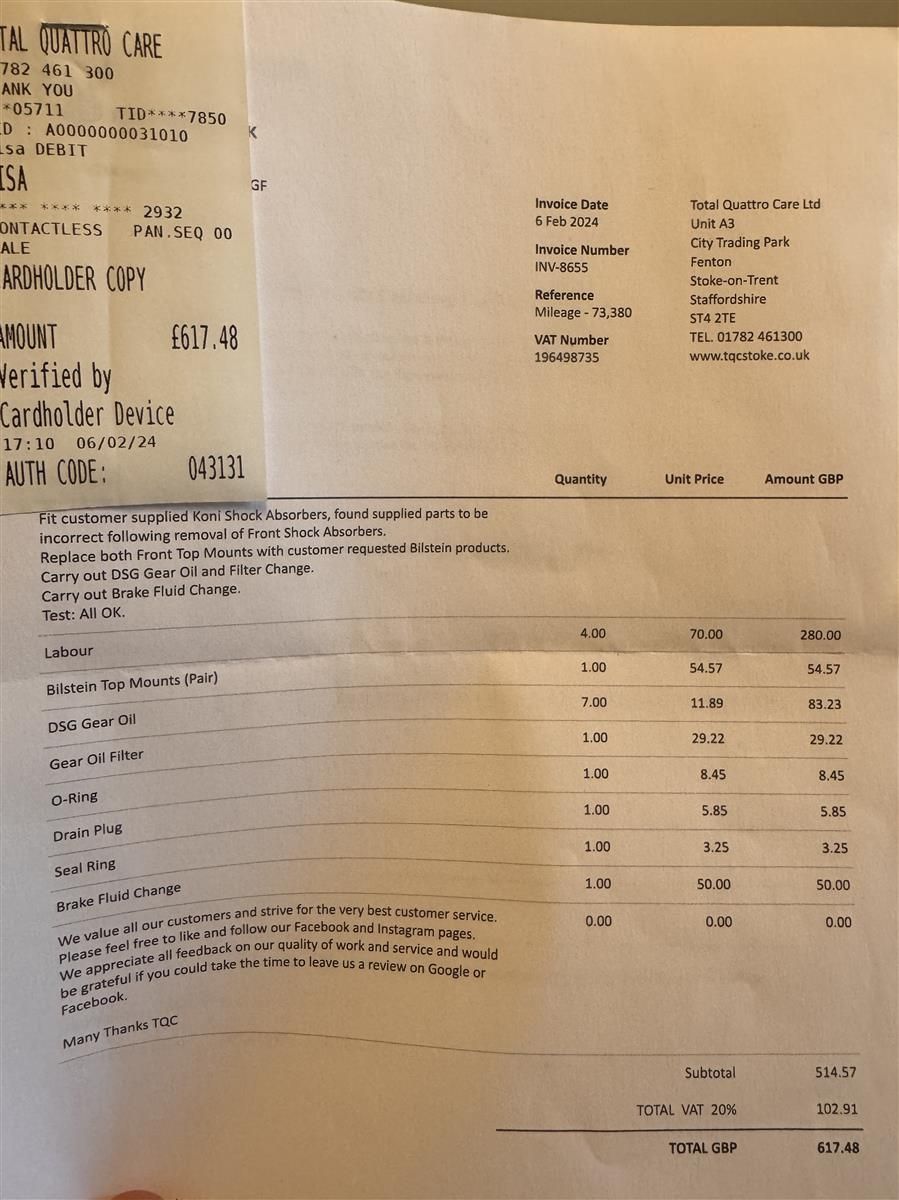 TAL QUATTRO CARE
782 461 300
ANK YOU
*05711 TID****7850
ID : A0000000031010
isa DEBIT
ISA
*** **** **** 2932
ONTACTLESS PAN.SEQ 00
ALE
ARDHOLDER COPY
AMOUNT £617.48
Verified by
Cardholder Device
17:10 06/02/24
AUTH CODE: 043131
K
GF
Invoice Date
6 Feb 2024
Invoice Number
INV-8655
Reference
Mileage - 73,380
VAT Number
196498735
Total Quattro Care Ltd
Unit A3
City Trading Park
Fenton
Stoke-on-Trent
Staffordshire
ST4 2TE
TEL. 01782 461300
www.tqcstoke.co.uk
Quantity Unit Price Amount GBP
Fit customer supplied Koni Shock Absorbers, found supplied parts to be
incorrect following removal of Front Shock Absorbers.
Replace both Front Top Mounts with customer requested Bilstein products.
Carry out DSG Gear Oil and Filter Change.
Carry out Brake Fluid Change.
Test: All OK.
Labour 4.00 70.00 280.00
Bilstein Top Mounts (Pair) 1.00 54.57 54.57
DSG Gear Oil 7.00 11.89 83.23
Gear Oil Filter 1.00 29.22 29.22
O-Ring 1.00 8.45 8.45
Drain Plug 1.00 5.85 5.85
Seal Ring 1.00 3.25 3.25
Brake Fluid Change 1.00 50.00 50.00
We value all our customers and strive for the very best customer service. 0.00 0.00 0.00
Please feel free to like and follow our Facebook and Instagram pages.
We appreciate all feedback on our quality of work and service and would
be grateful if you could take the time to leave us a review on Google or
Facebook.
Many Thanks TQC
Subtotal 514.57
TOTAL VAT 20% 102.91
TOTAL GBP 617.48